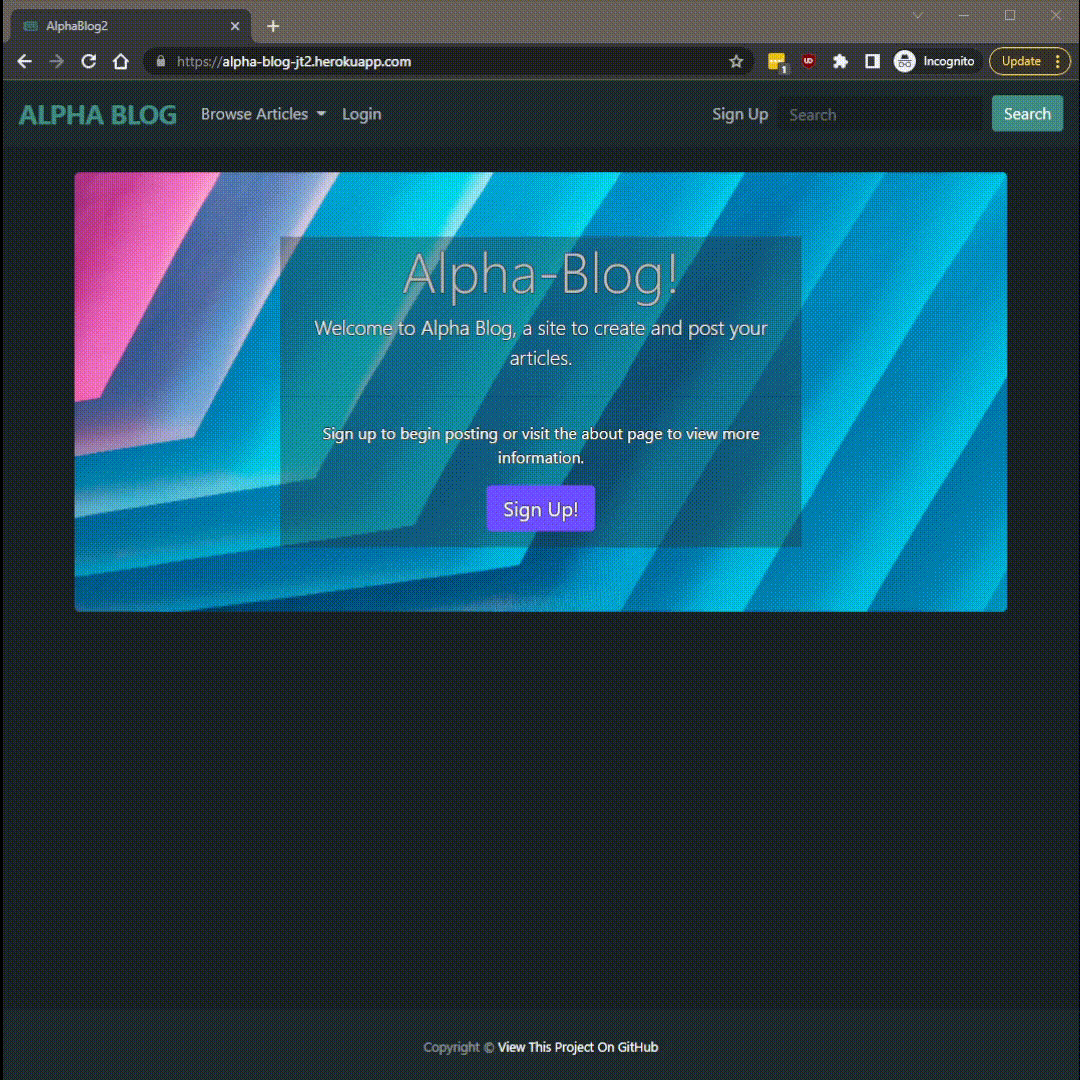 AlphaBlog2
https://alpha-blog-jt2.herokuapp.com
1
UD
Incognito
Update
ALPHA BLOG
Browse Articles
Login
Sign Up
Search
Search
Alpha-Blog!
Welcome to Alpha Blog, a site to create and post your
articles.
Sign up to begin posting or visit the about page to view more
information.
Sign Up!
Copyright © View This Project On GitHub